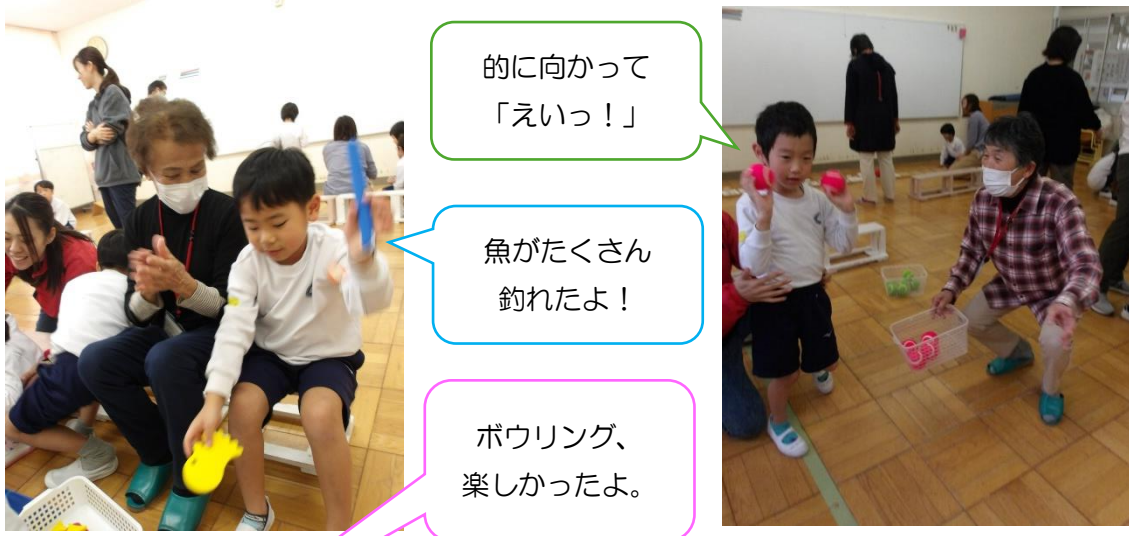 的に向かって
「えいっ！」
魚がたくさん
釣れたよ！
ボウリング、
楽しかったよ。